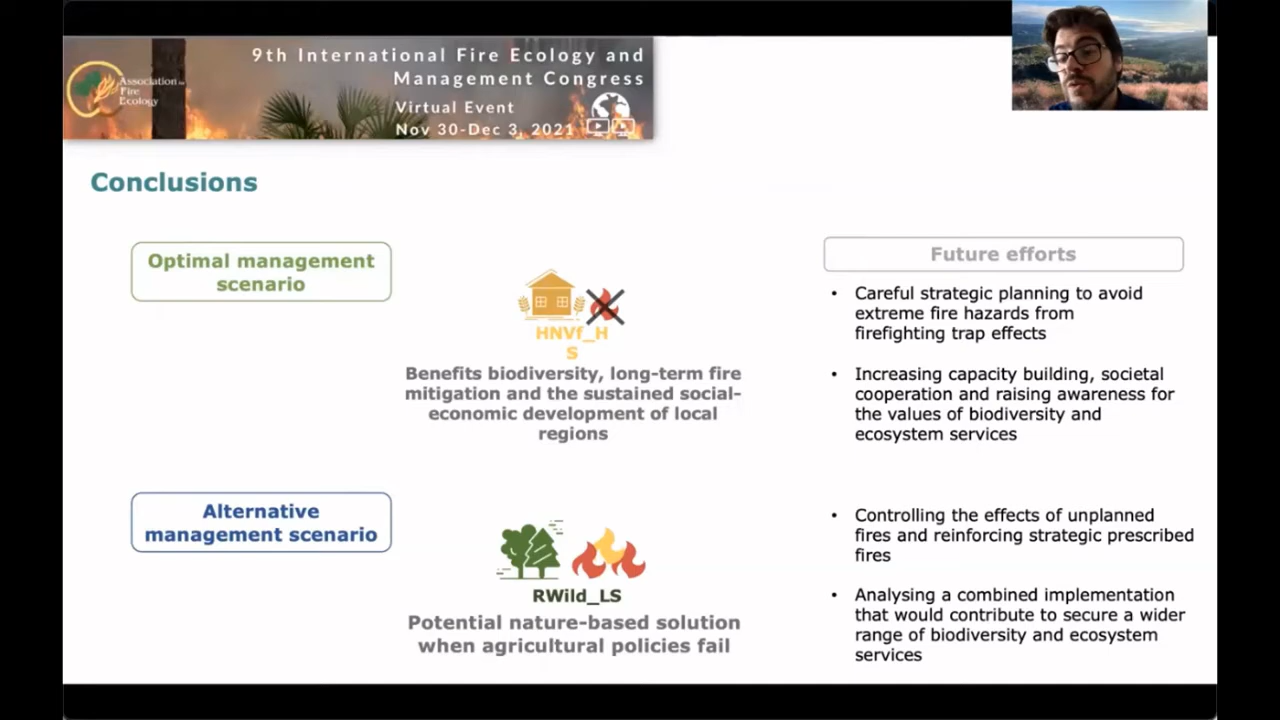 9th International Fire Ecology and
Management Congress
Virtual Event
Nov 30-Dec 3, 2021
Association for
Fire
Ecology
Conclusions
Optimal management
scenario
HNVf_H
S
Benefits biodiversity, long-term fire
mitigation and the sustained social-
economic development of local
regions
Future efforts
• Careful strategic planning to avoid
extreme fire hazards from
firefighting trap effects
• Increasing capacity building, societal
cooperation and raising awareness for
the values of biodiversity and
ecosystem services
Alternative
management scenario
RWild_LS
Potential nature-based solution
when agricultural policies fail
• Controlling the effects of unplanned
fires and reinforcing strategic prescribed
fires
• Analysing a combined implementation
that would contribute to secure a wider
range of biodiversity and ecosystem
services